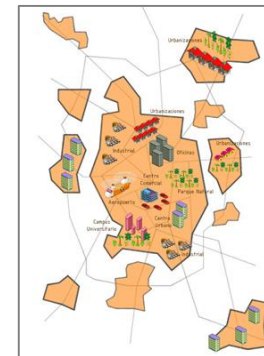 Urbanizaciones
Urbanizaciones
Industrial
Oficinas
Urbanizaciones
Centro
Comercial
Parque Natural
Aeropuerto
Campus
Universitario
Centro
Urbano
Industrial